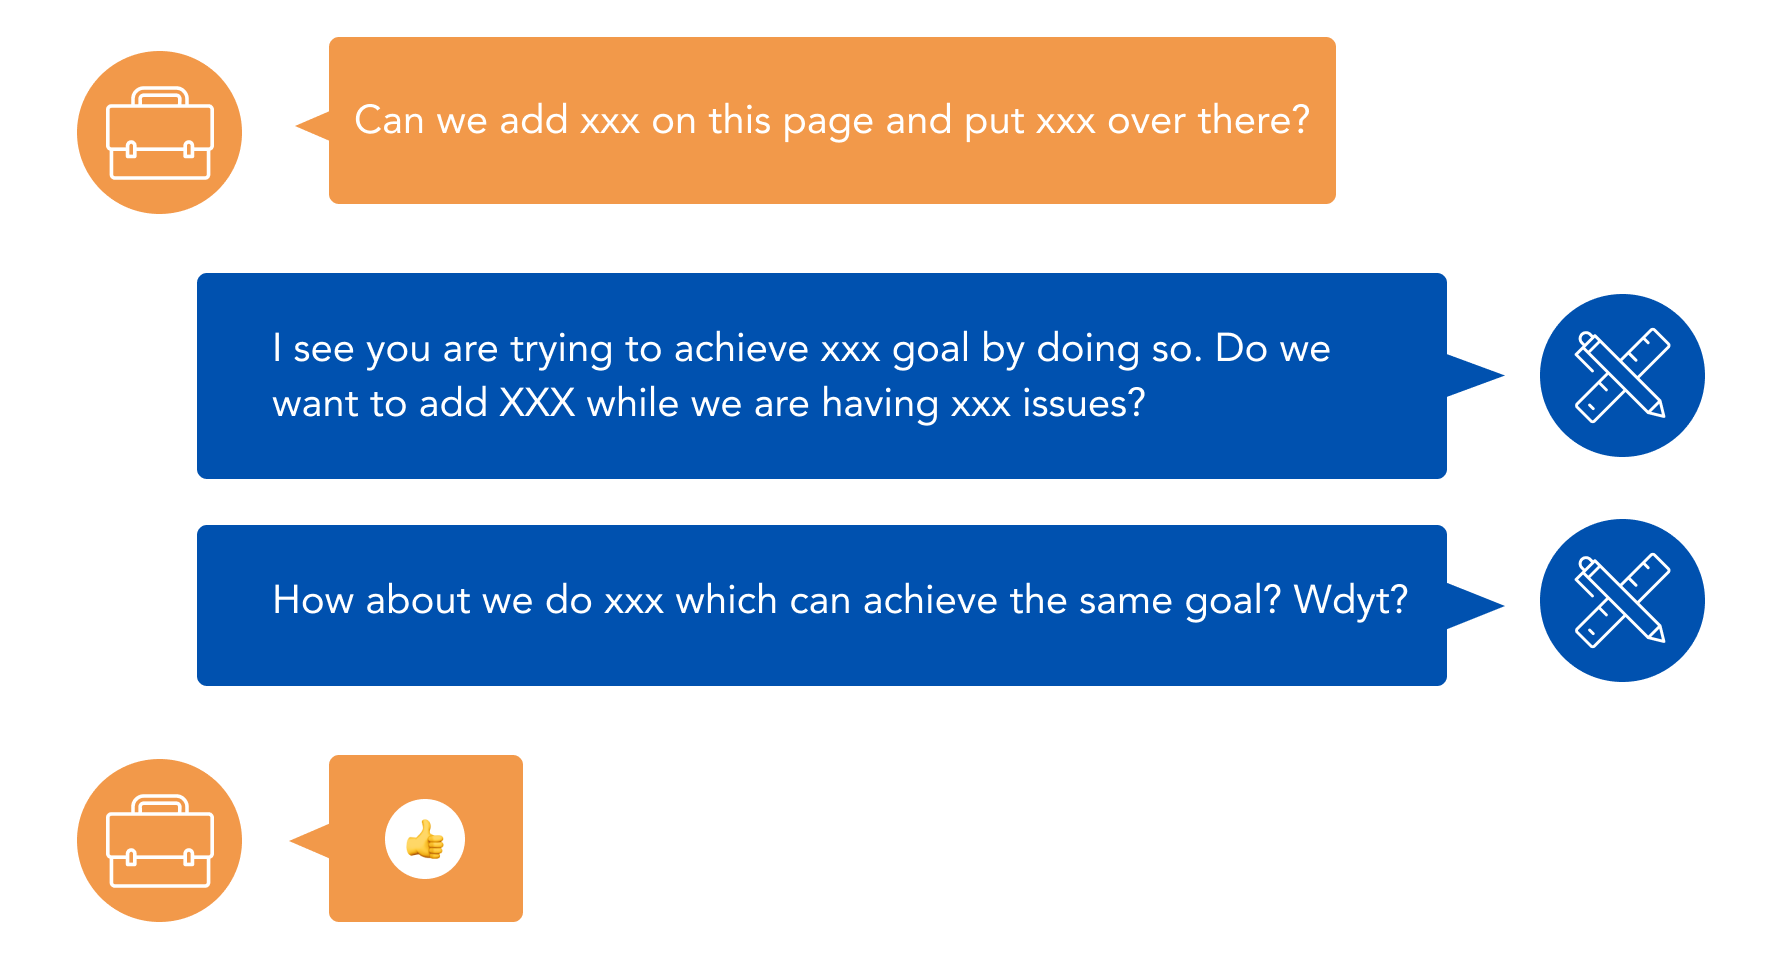 Can we add xxx on this page and put xxx over there?
I see you are trying to achieve xxx goal by doing so. Do we
want to add XXX while we are having xxx issues?
How about we do xxx which can achieve the same goal? Wdyt?